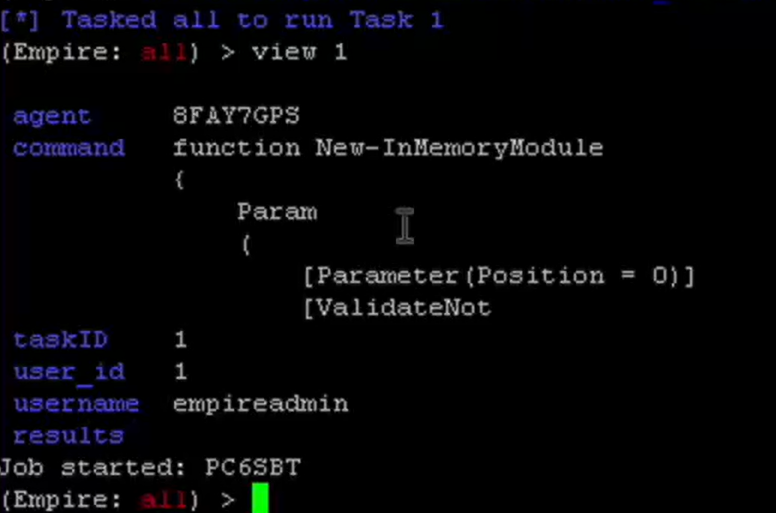 [*] Tasked all to run Task 1
(Empire: all) > view 1
agent 8FAY7GPS
command function New-InMemoryModule
{
Param
(
[Parameter(Position = 0)]
[ValidateNot
taskID 1
user_id 1
username empireadmin
results
Job started: PC6SBT
(Empire: all) >